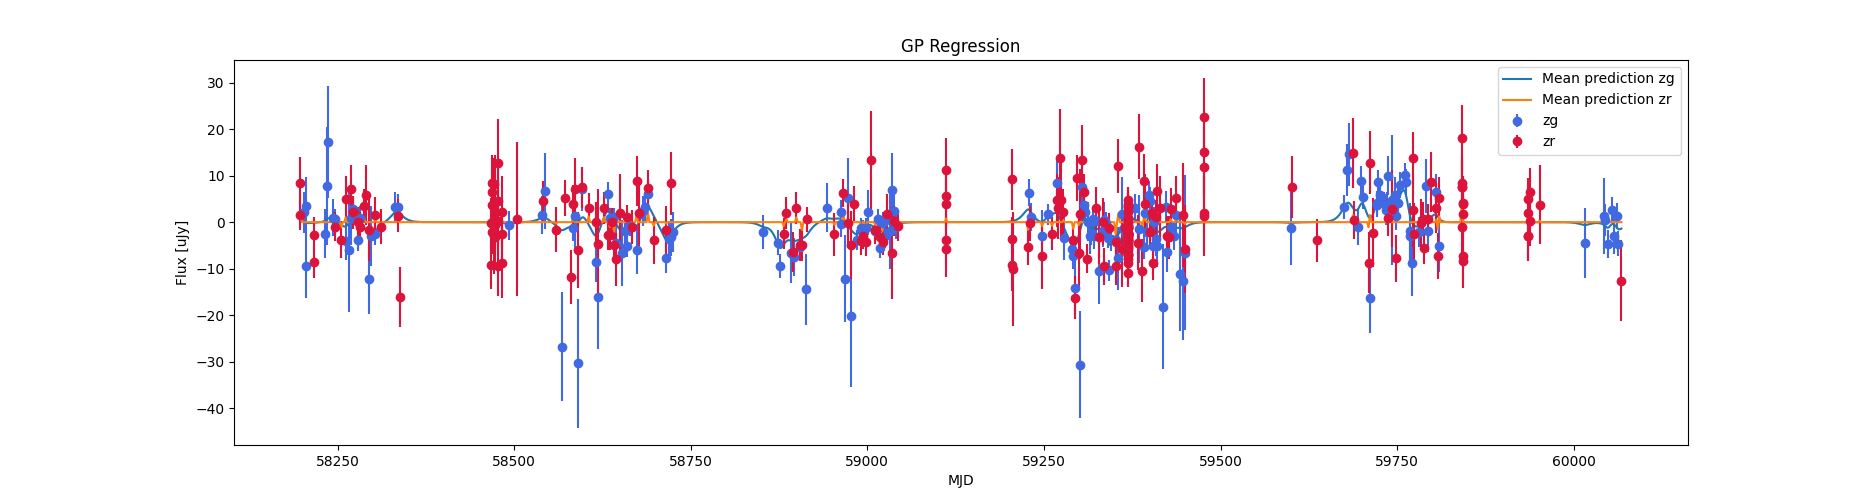 GP Regression
Mean prediction zg
Mean prediction zr
zg
zr
Flux [uJy]
30
20
10
0
−10
−20
−30
−40
58250
58500
58750
59000
59250
59500
59750
60000
MJD